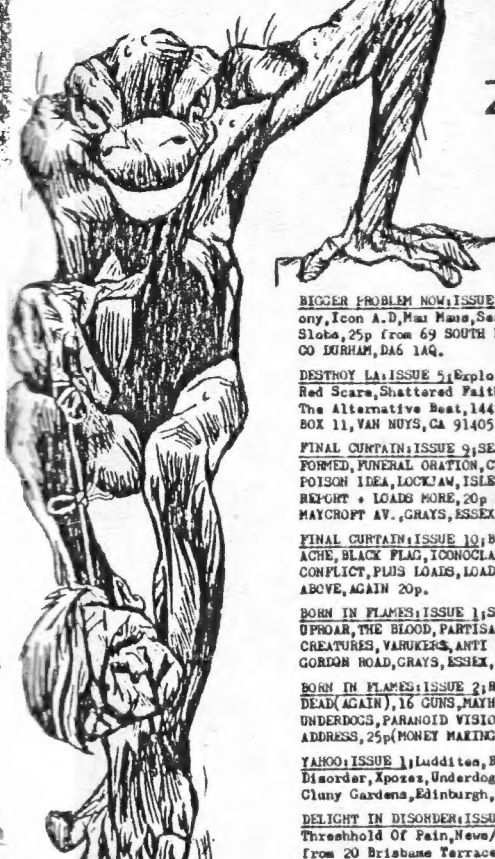 BIGGER PROBLEM NOW:ISSUE
ony,Icon A.D,Mau Maus,Se
Slobs,25p from 69 SOUTH
CO DURHAM,DA6 1AQ.
DESTROY LA:ISSUE 5;Explo
Red Scare,Shattered Faith
The Alternative Beat,144
BOX 11,VAN NUYS,CA 91405
FINAL CURTAIN:ISSUE 9;SE
FORMED,FUNERAL ORATION,C
POISON IDEA,LOCKJAW,ISLE
REPORT + LOADS MORE,20p
MAYCROFT AV.,GRAYS,ESSEX
FINAL CURTAIN:ISSUE 10;B
ACHE,BLACK FLAG,ICONOCLA
CONFLICT,PLUS LOADS,LOAD
ABOVE,AGAIN 20p.
BORN IN FLAMES:ISSUE 1;S
UPROAR,THE BLOOD,PARTISA
CREATURES,VARUKERS,ANTI
GORDON ROAD,GRAYS,ESSEX,
BORN IN FLAMES:ISSUE 2;R
DEAD(AGAIN),16 GUNS,MAYH
UNDERDOGS,PARANOID VISIO
ADDRESS,25p(MONEY MAKING
YAHOO:ISSUE 1;Luddites,B
Disorder,Xpozez,Underdog
Cluny Gardens,Edinburgh,
DELIGHT IN DISORDER:ISSU
Threshhold Of Pain,News/
from 20 Brisbane Terrace